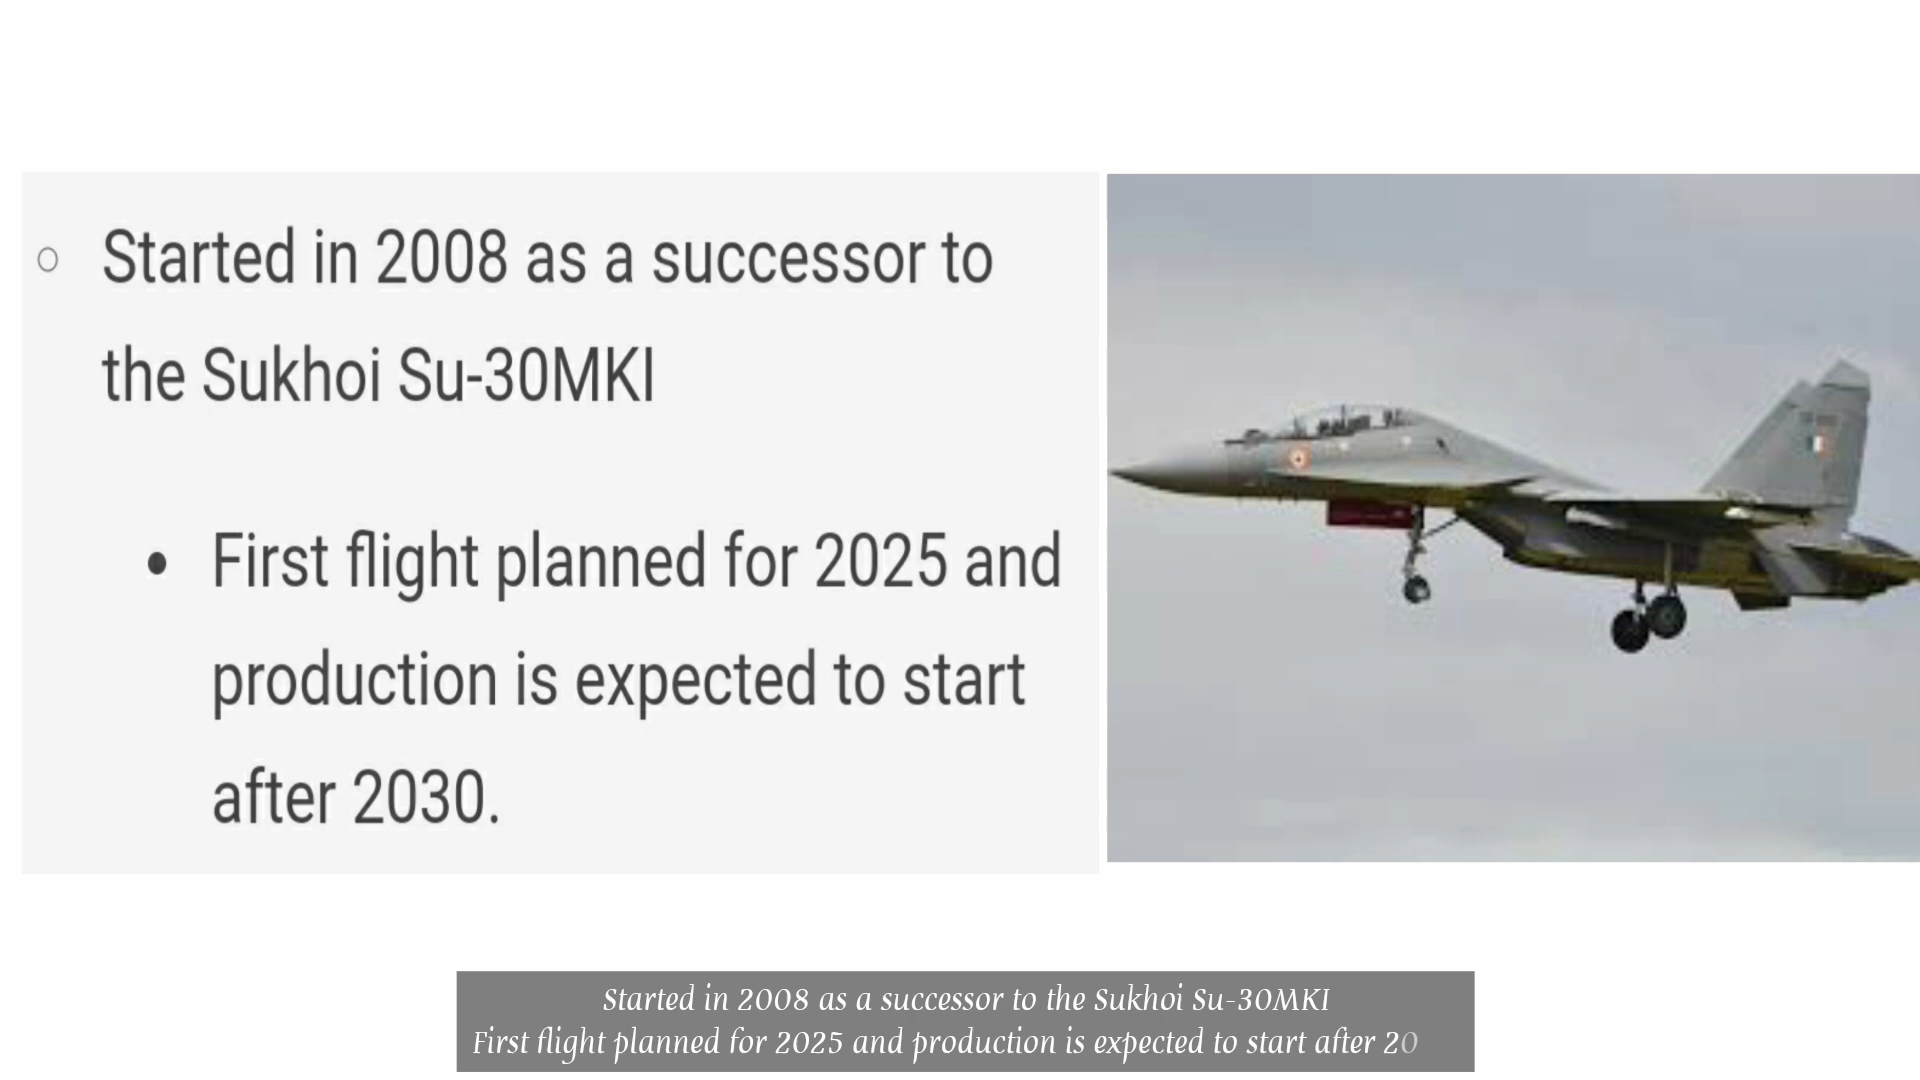 Started in 2008 as a successor to
the Sukhoi Su-30MKI
First flight planned for 2025 and
production is expected to start
after 2030.
Started in 2008 as a successor to the Sukhoi Su-30MKI
First flight planned for 2025 and production is expected to start after 20